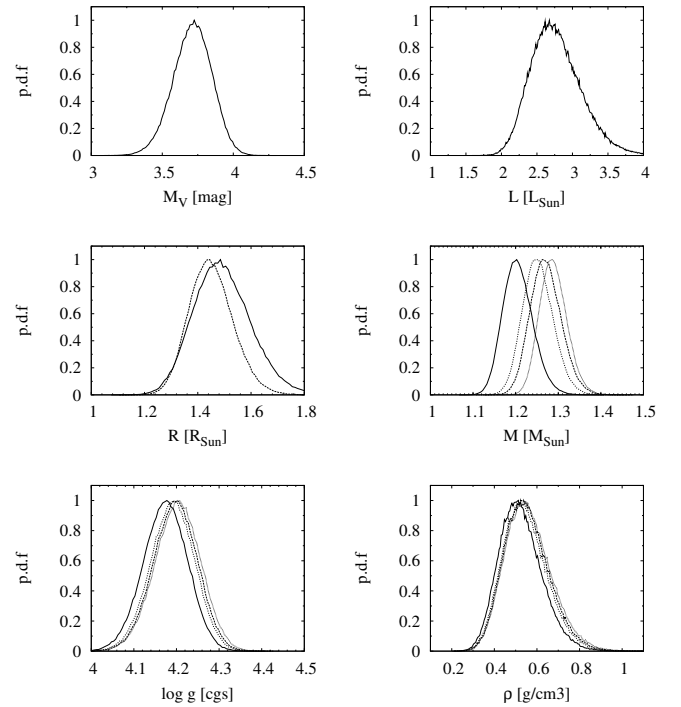 p.d.f
1
0.8
0.6
0.4
0.2
0
3 3.5 4 4.5
M_V [mag]
p.d.f
1
0.8
0.6
0.4
0.2
0
1 1.5 2 2.5 3 3.5 4
L [L_Sun]
p.d.f
1
0.8
0.6
0.4
0.2
0
1 1.2 1.4 1.6 1.8
R [R_Sun]
p.d.f
1
0.8
0.6
0.4
0.2
0
1 1.1 1.2 1.3 1.4 1.5
M [M_Sun]
p.d.f
1
0.8
0.6
0.4
0.2
0
4 4.1 4.2 4.3 4.4 4.5
log g [cgs]
p.d.f
1
0.8
0.6
0.4
0.2
0
0.2 0.4 0.6 0.8 1
ρ [g/cm3]